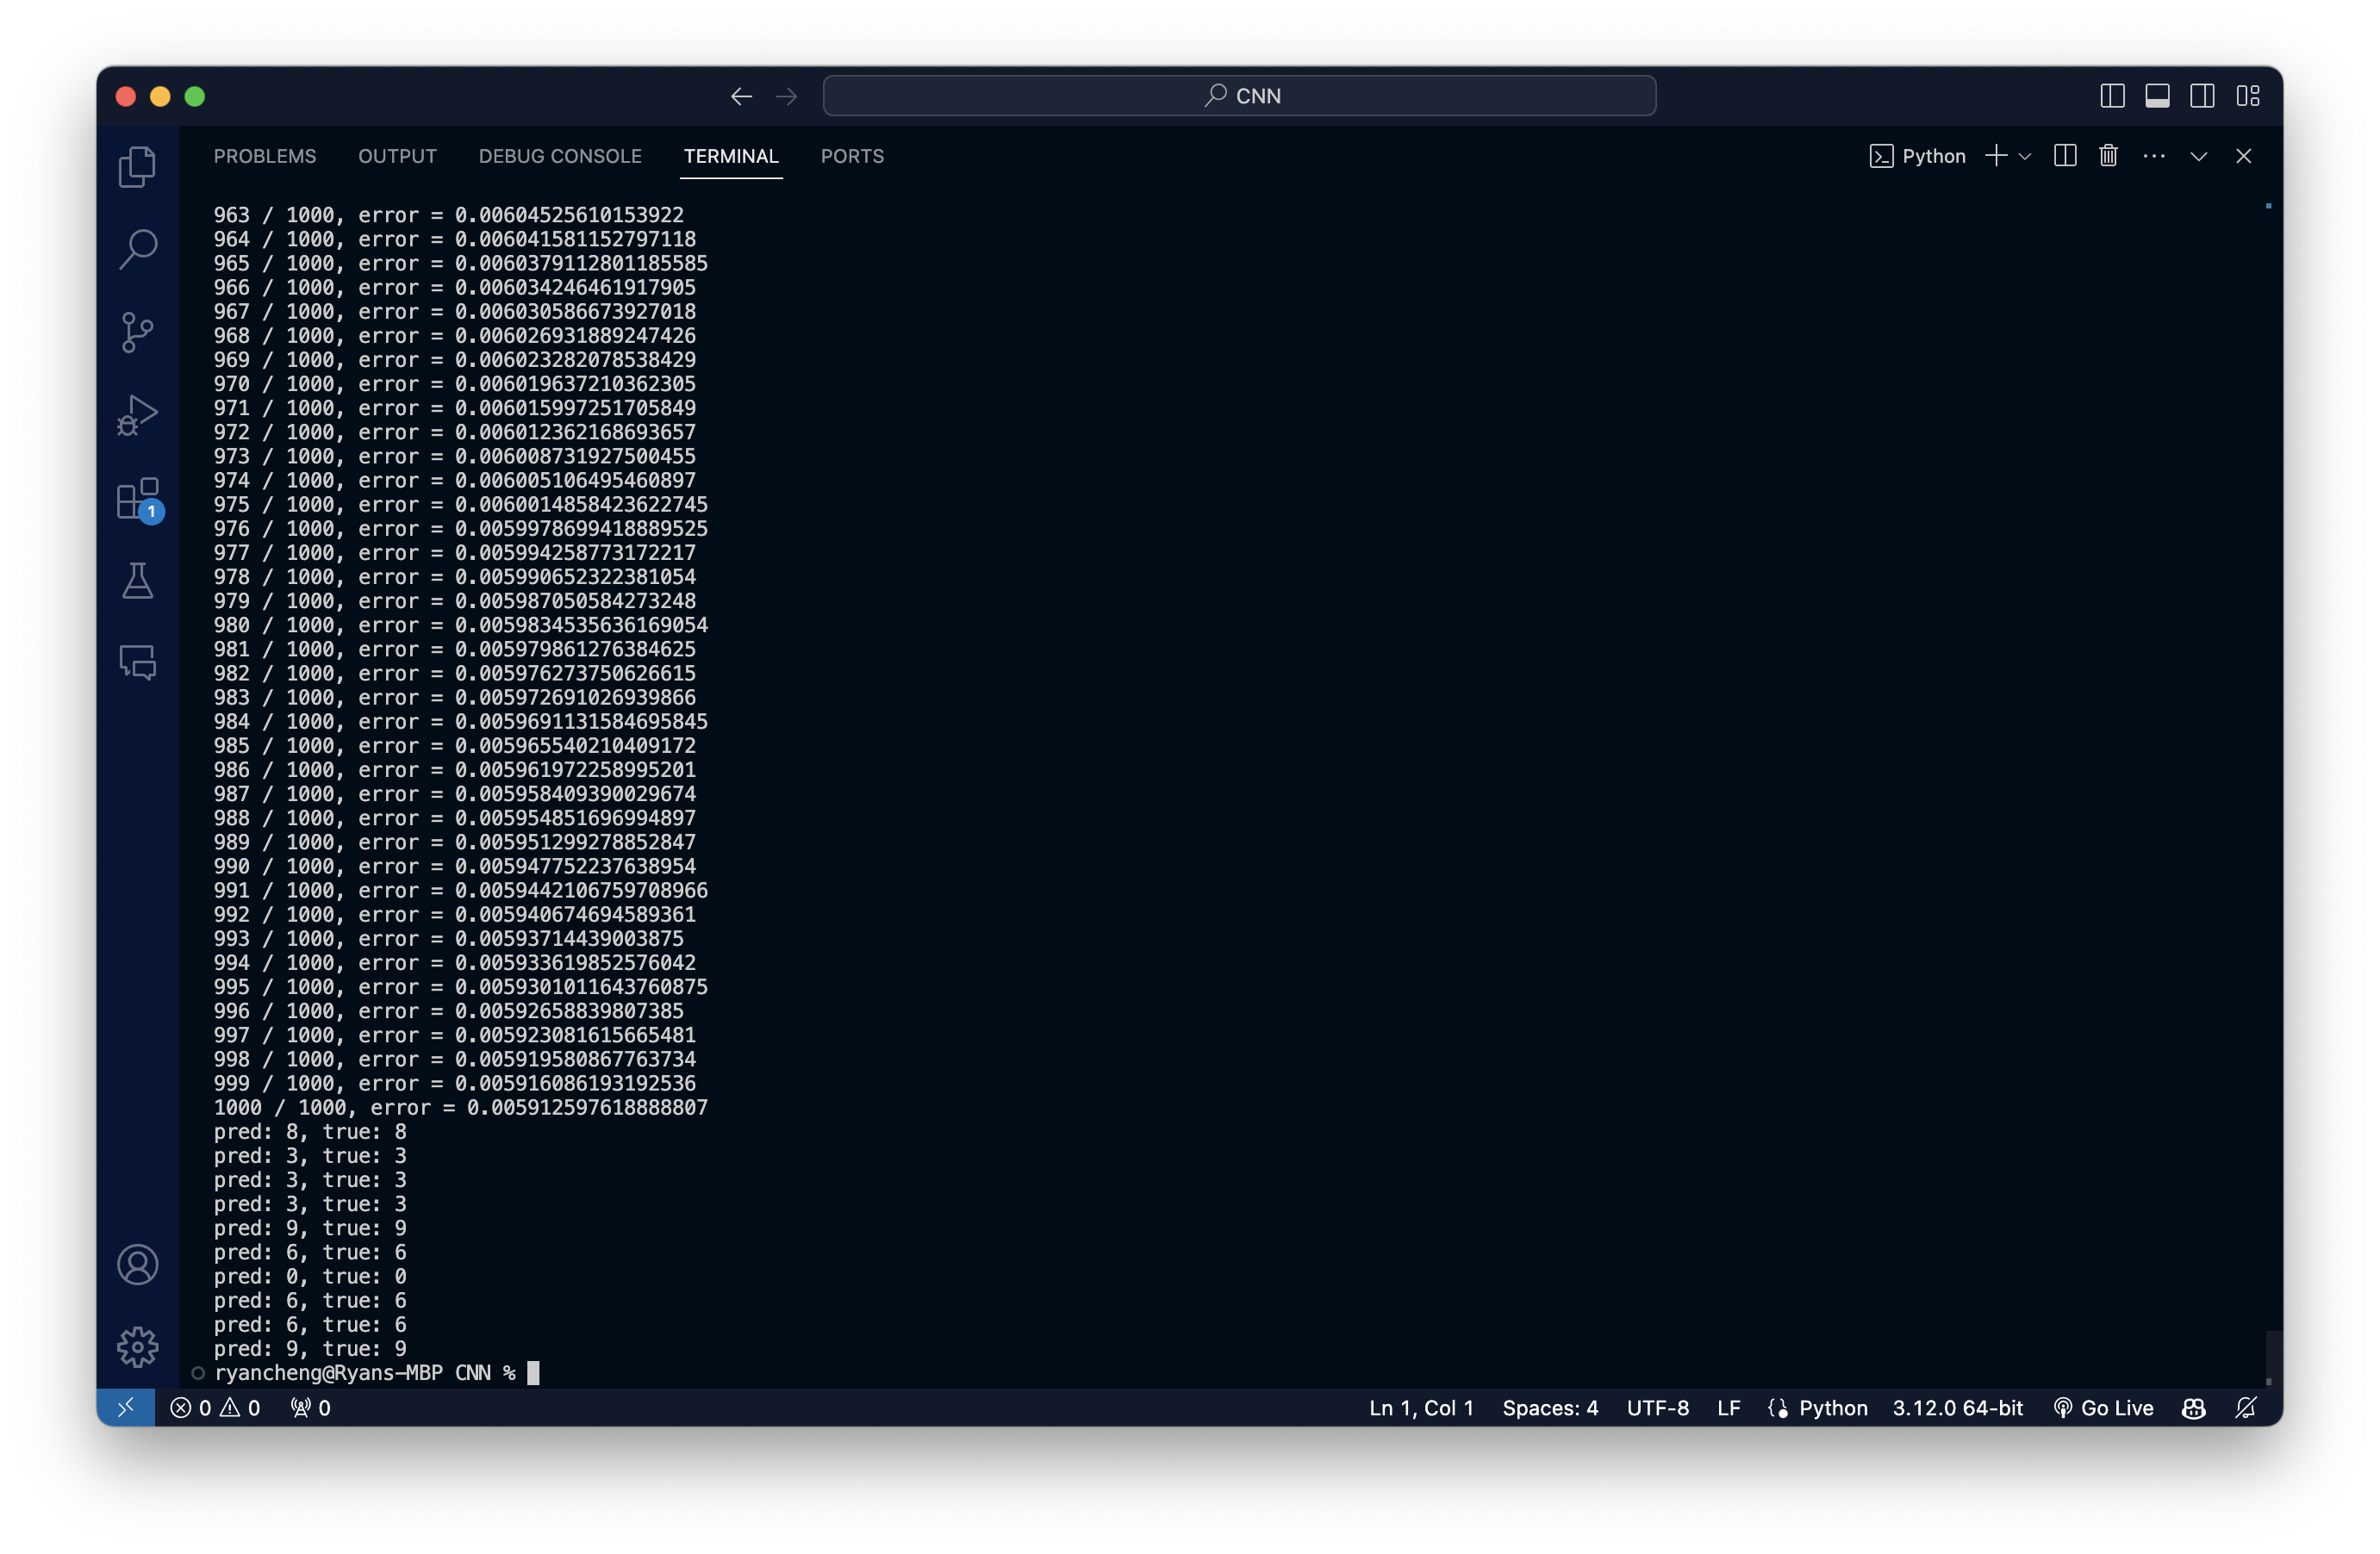 CNN
PROBLEMS OUTPUT DEBUG CONSOLE TERMINAL PORTS Python
963 / 1000, error = 0.00604525610153922
964 / 1000, error = 0.006041581152797118
965 / 1000, error = 0.0060379112801185585
966 / 1000, error = 0.006034246461917905
967 / 1000, error = 0.006030586673927018
968 / 1000, error = 0.006026931889247426
969 / 1000, error = 0.006023282078538429
970 / 1000, error = 0.006019637210362305
971 / 1000, error = 0.006015997251705849
972 / 1000, error = 0.006012362168693657
973 / 1000, error = 0.006008731927500455
974 / 1000, error = 0.006005106495460897
975 / 1000, error = 0.0060014858423622745
976 / 1000, error = 0.0059978699418889525
977 / 1000, error = 0.005994258773172217
978 / 1000, error = 0.005990652322381054
979 / 1000, error = 0.005987050584273248
980 / 1000, error = 0.0059834535636169054
981 / 1000, error = 0.005979861276384625
982 / 1000, error = 0.005976273750626615
983 / 1000, error = 0.005972691026939866
984 / 1000, error = 0.0059691131584695845
985 / 1000, error = 0.005965540210409172
986 / 1000, error = 0.005961972258995201
987 / 1000, error = 0.005958409390029674
988 / 1000, error = 0.005954851696994897
989 / 1000, error = 0.005951299278852847
990 / 1000, error = 0.005947752237638954
991 / 1000, error = 0.0059442106759708966
992 / 1000, error = 0.005940674694589361
993 / 1000, error = 0.00593714439003875
994 / 1000, error = 0.005933619852576042
995 / 1000, error = 0.0059301011643760875
996 / 1000, error = 0.00592658839807385
997 / 1000, error = 0.005923081615665481
998 / 1000, error = 0.005919580867763734
999 / 1000, error = 0.005916086193192536
1000 / 1000, error = 0.005912597618888807
pred: 8, true: 8
pred: 3, true: 3
pred: 3, true: 3
pred: 3, true: 3
pred: 9, true: 9
pred: 6, true: 6
pred: 0, true: 0
pred: 6, true: 6
pred: 6, true: 6
pred: 9, true: 9
ryancheng@Ryans-MBP CNN %
1
0 0 0 Ln 1, Col 1 Spaces: 4 UTF-8 LF Python 3.12.0 64-bit Go Live